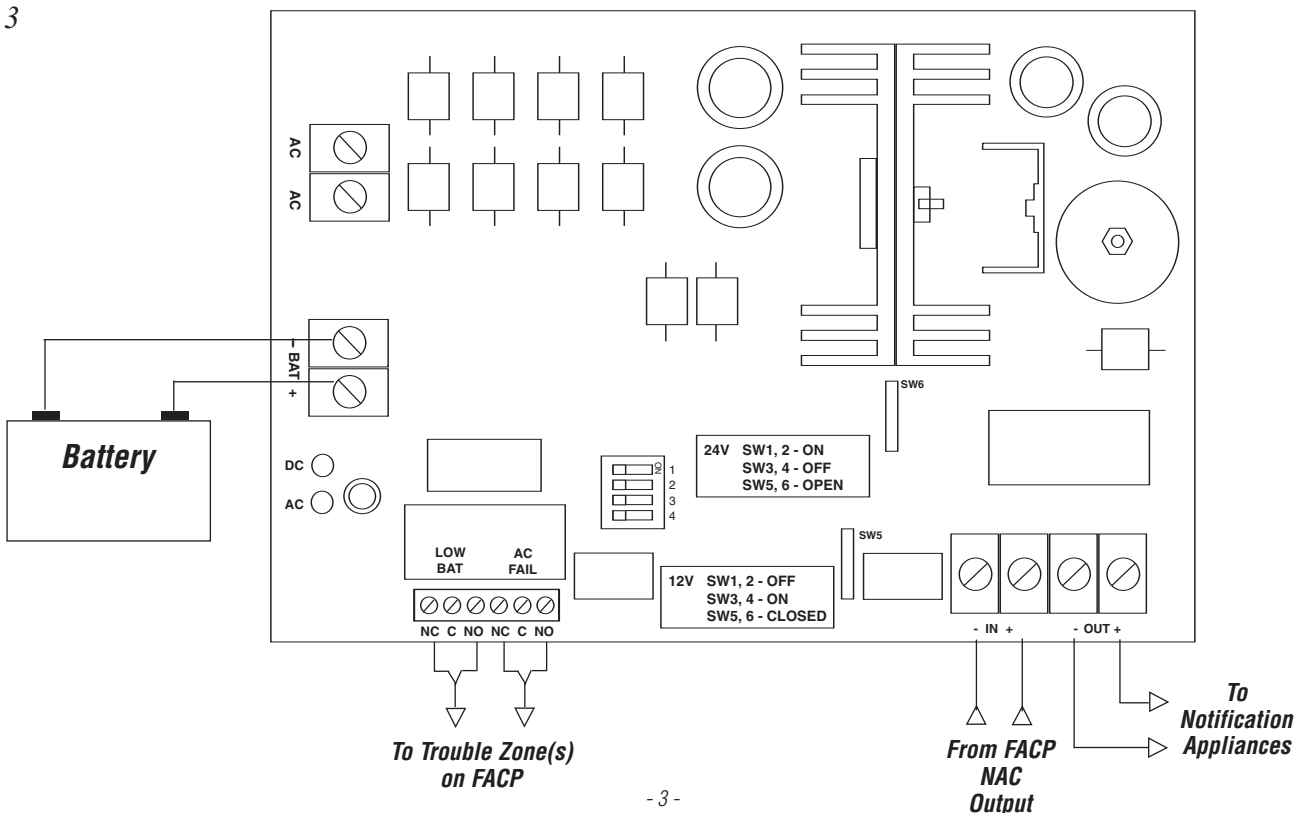 3
AC
AC
- BAT +
Battery
DC
AC
SW6
24V SW1, 2 - ON
SW3, 4 - OFF
SW5, 6 - OPEN
ON
1
2
3
4
SW5
12V SW1, 2 - OFF
SW3, 4 - ON
SW5, 6 - CLOSED
LOW
BAT
AC
FAIL
NC C NO NC C NO
- IN +
- OUT +
To Trouble Zone(s)
on FACP
From FACP
NAC
Output
To
Notification
Appliances
- 3 -